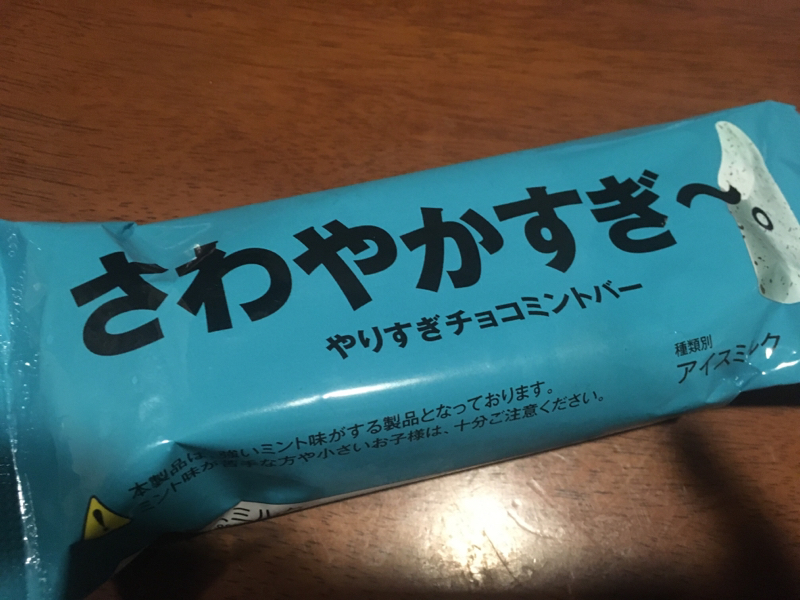 さわやかすぎ～
やりすぎチョコミントバー
種類別
アイスミルク
本製品は、強いミント味がする製品となっております。
ミント味が苦手な方や小さいお子様は、十分ご注意ください。